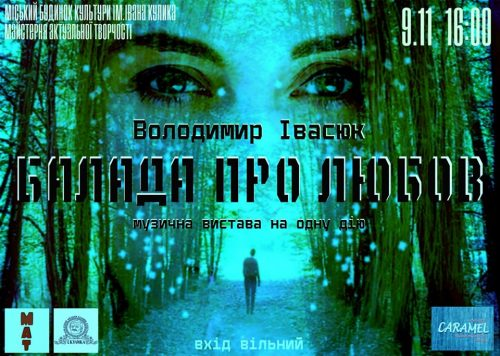 МІСЬКИЙ БУДИНОК КУЛЬТУРИ ІМ.ІВАНА КУЛИКА
МАЙСТЕРНЯ АКТУАЛЬНОЇ ТВОРЧОСТІ
9.11 16:00
Володимир Івасюк
БАЛАДА ПРО ЛЮБОВ
музична вистава на одну дію
МАТ
CARAMEL
вхід вільний